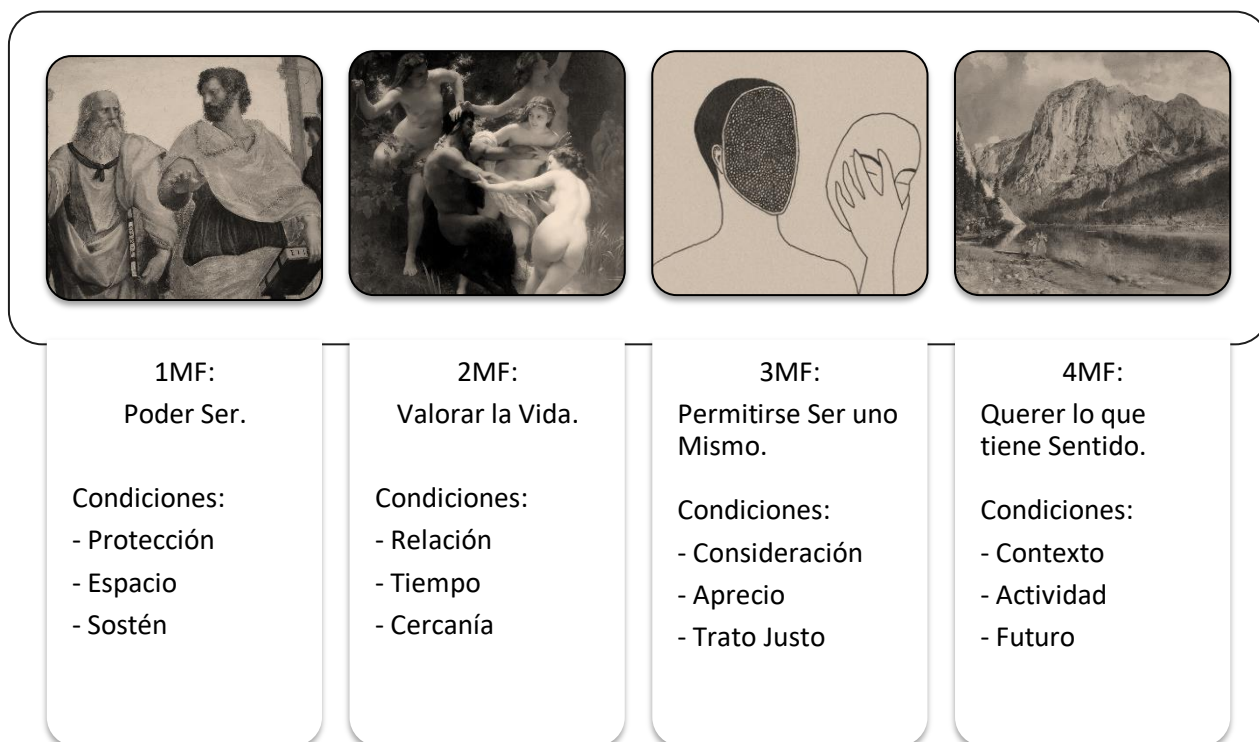 1MF:
Poder Ser.
Condiciones:
- Protección
- Espacio
- Sostén
2MF:
Valorar la Vida.
Condiciones:
- Relación
- Tiempo
- Cercanía
3MF:
Permitirse Ser uno
Mismo.
Condiciones:
- Consideración
- Aprecio
- Trato Justo
4MF:
Querer lo que
tiene Sentido.
Condiciones:
- Contexto
- Actividad
- Futuro